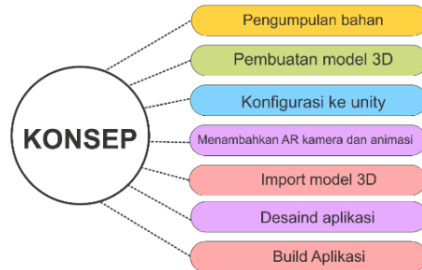 KONSEP
Pengumpulan bahan
Pembuatan model 3D
Konfigurasi ke unity
Menambahkan AR kamera dan animasi
Import model 3D
Desaind aplikasi
Build Aplikasi